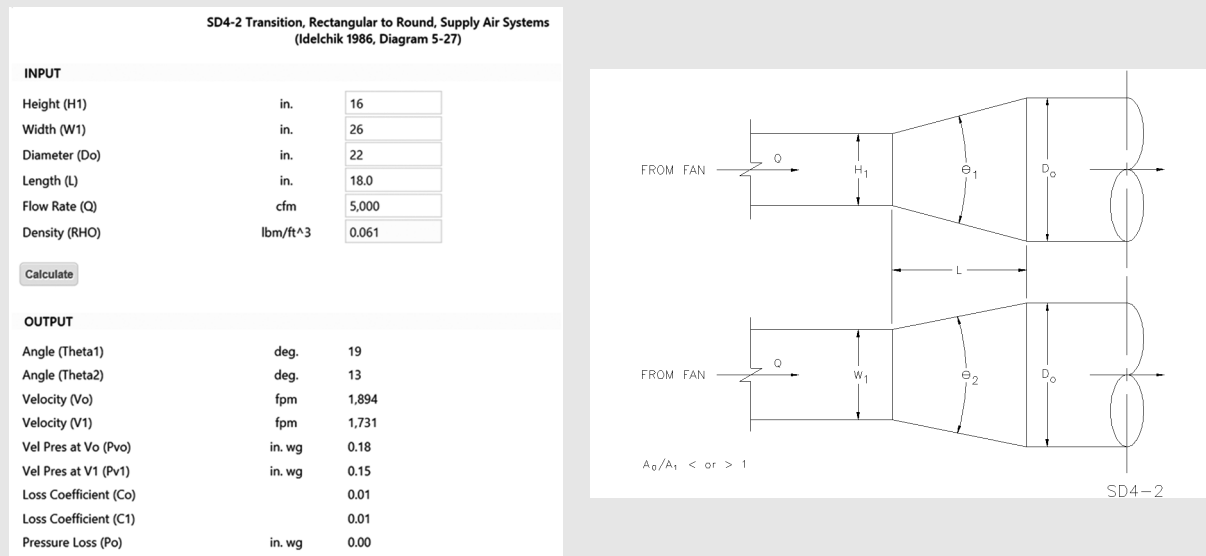 SD4-2 Transition, Rectangular to Round, Supply Air Systems
(Idelchik 1986, Diagram 5-27)
INPUT
Height (H1) in. 16
Width (W1) in. 26
Diameter (Do) in. 22
Length (L) in. 18.0
Flow Rate (Q) cfm 5,000
Density (RHO) lbm/ft^3 0.061
Calculate
OUTPUT
Angle (Theta1) deg. 19
Angle (Theta2) deg. 13
Velocity (Vo) fpm 1,894
Velocity (V1) fpm 1,731
Vel Pres at Vo (Pvo) in. wg 0.18
Vel Pres at V1 (Pv1) in. wg 0.15
Loss Coefficient (Co) 0.01
Loss Coefficient (C1) 0.01
Pressure Loss (Po) in. wg 0.00
FROM FAN Q H₁ Θ₁ D₀
L
FROM FAN Q W₁ Θ₂ D₀
A₀/A₁ < or > 1
SD4-2